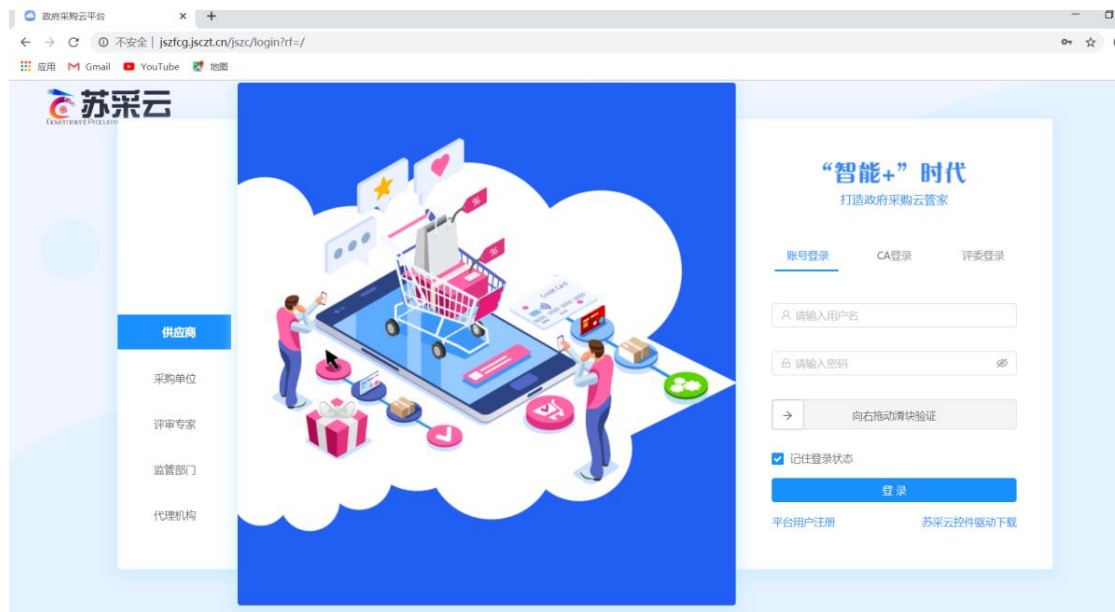 政府采购云平台
不安全 | jszfcg.jsczt.cn/jszc/login?rf=/
应用 Gmail YouTube 地图
苏采云
“智能+”时代
打造政府采购云管家
账号登录 CA登录 评委登录
请输入用户名
请输入密码
向右拖动滑块验证
记住登录状态
登 录
平台用户注册 苏采云控件驱动下载
供应商
采购单位
评审专家
监管部门
代理机构
Credit Card
%
%